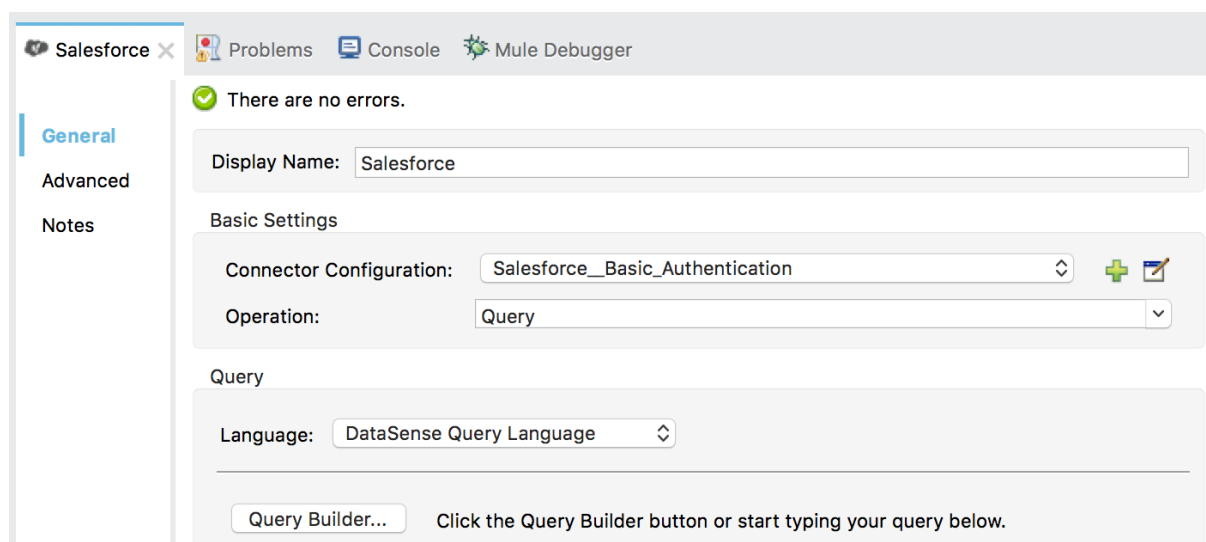 Salesforce Problems Console Mule Debugger
There are no errors.
General
Display Name: Salesforce
Advanced
Notes
Basic Settings
Connector Configuration: Salesforce__Basic_Authentication
Operation: Query
Query
Language: DataSense Query Language
Query Builder... Click the Query Builder button or start typing your query below.